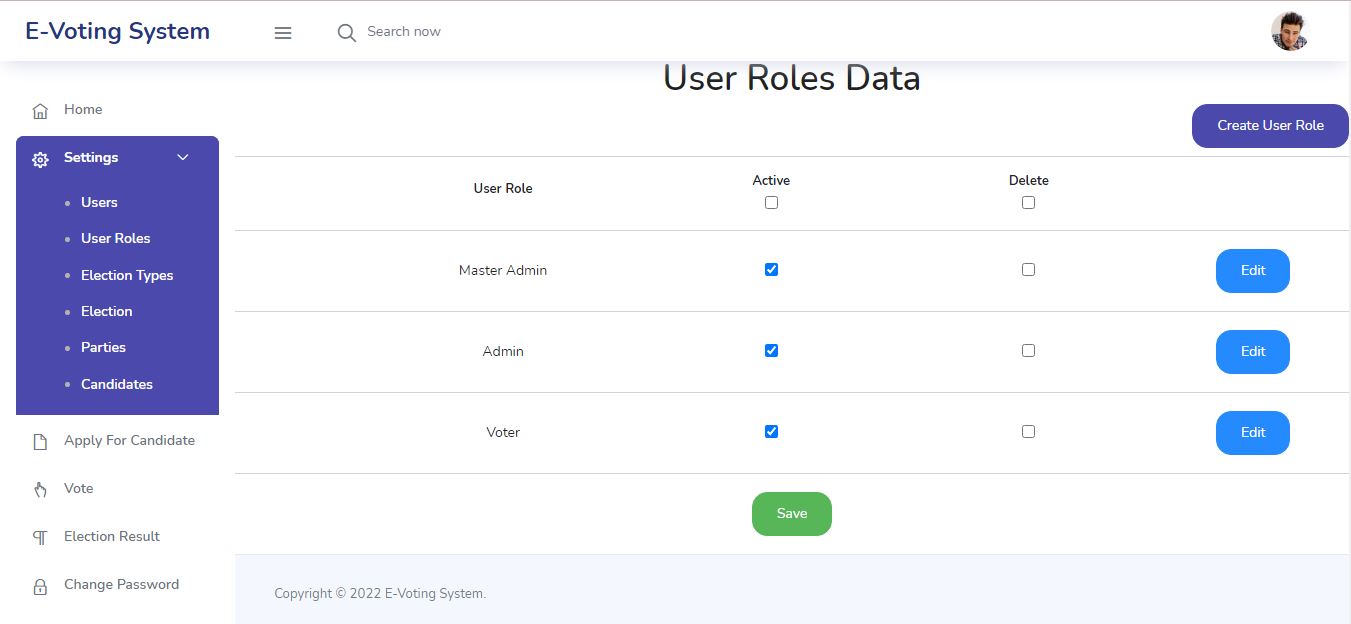 E-Voting System
Search now
User Roles Data
Create User Role
Home
Settings
Users
User Roles
Election Types
Election
Parties
Candidates
Apply For Candidate
Vote
Election Result
Change Password
User Role Active Delete
Master Admin Edit
Admin Edit
Voter Edit
Save
Copyright © 2022 E-Voting System.